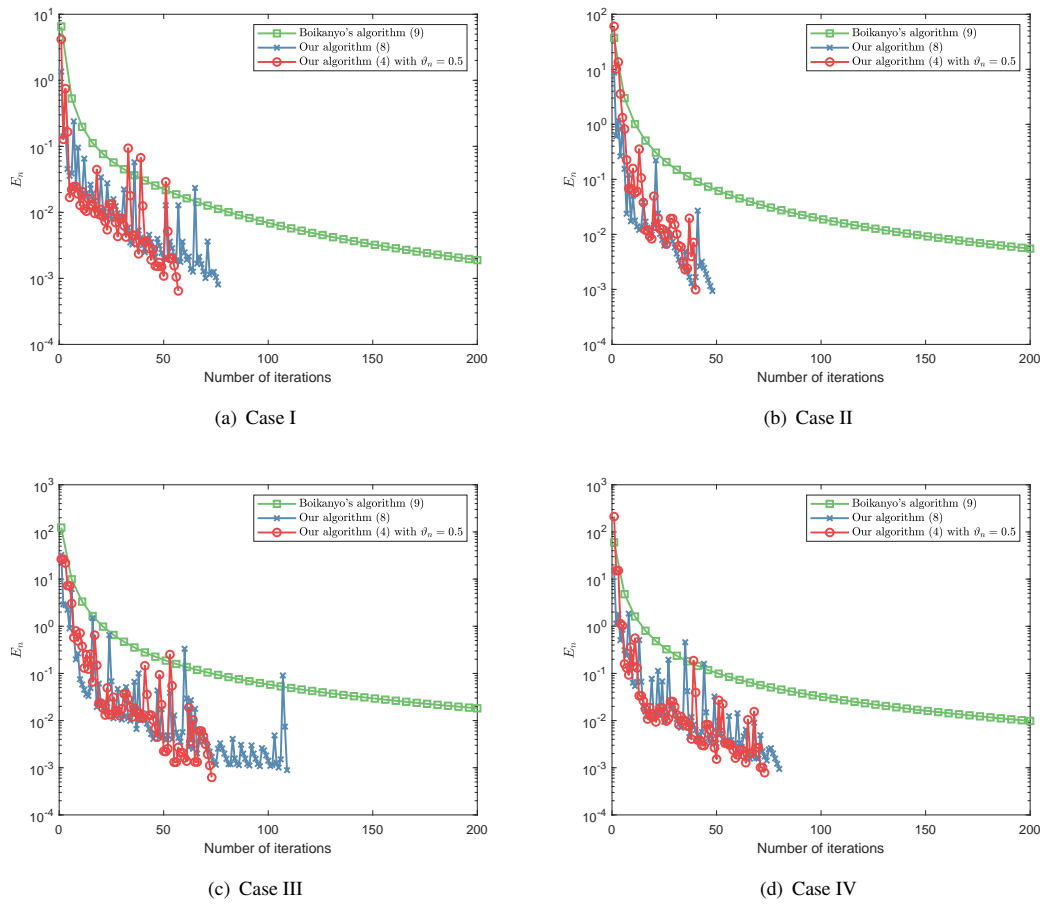 10^1
10^0
10^-1
10^-2
10^-3
10^-4
E_n
0 50 100 150 200
Number of iterations
Boikanyo's algorithm (9)
Our algorithm (8)
Our algorithm (4) with ϑ_n = 0.5
(a) Case I
10^2
10^1
10^0
10^-1
10^-2
10^-3
10^-4
E_n
0 50 100 150 200
Number of iterations
Boikanyo's algorithm (9)
Our algorithm (8)
Our algorithm (4) with ϑ_n = 0.5
(b) Case II
10^3
10^2
10^1
10^0
10^-1
10^-2
10^-3
10^-4
E_n
0 50 100 150 200
Number of iterations
Boikanyo's algorithm (9)
Our algorithm (8)
Our algorithm (4) with ϑ_n = 0.5
(c) Case III
10^3
10^2
10^1
10^0
10^-1
10^-2
10^-3
10^-4
E_n
0 50 100 150 200
Number of iterations
Boikanyo's algorithm (9)
Our algorithm (8)
Our algorithm (4) with ϑ_n = 0.5
(d) Case IV